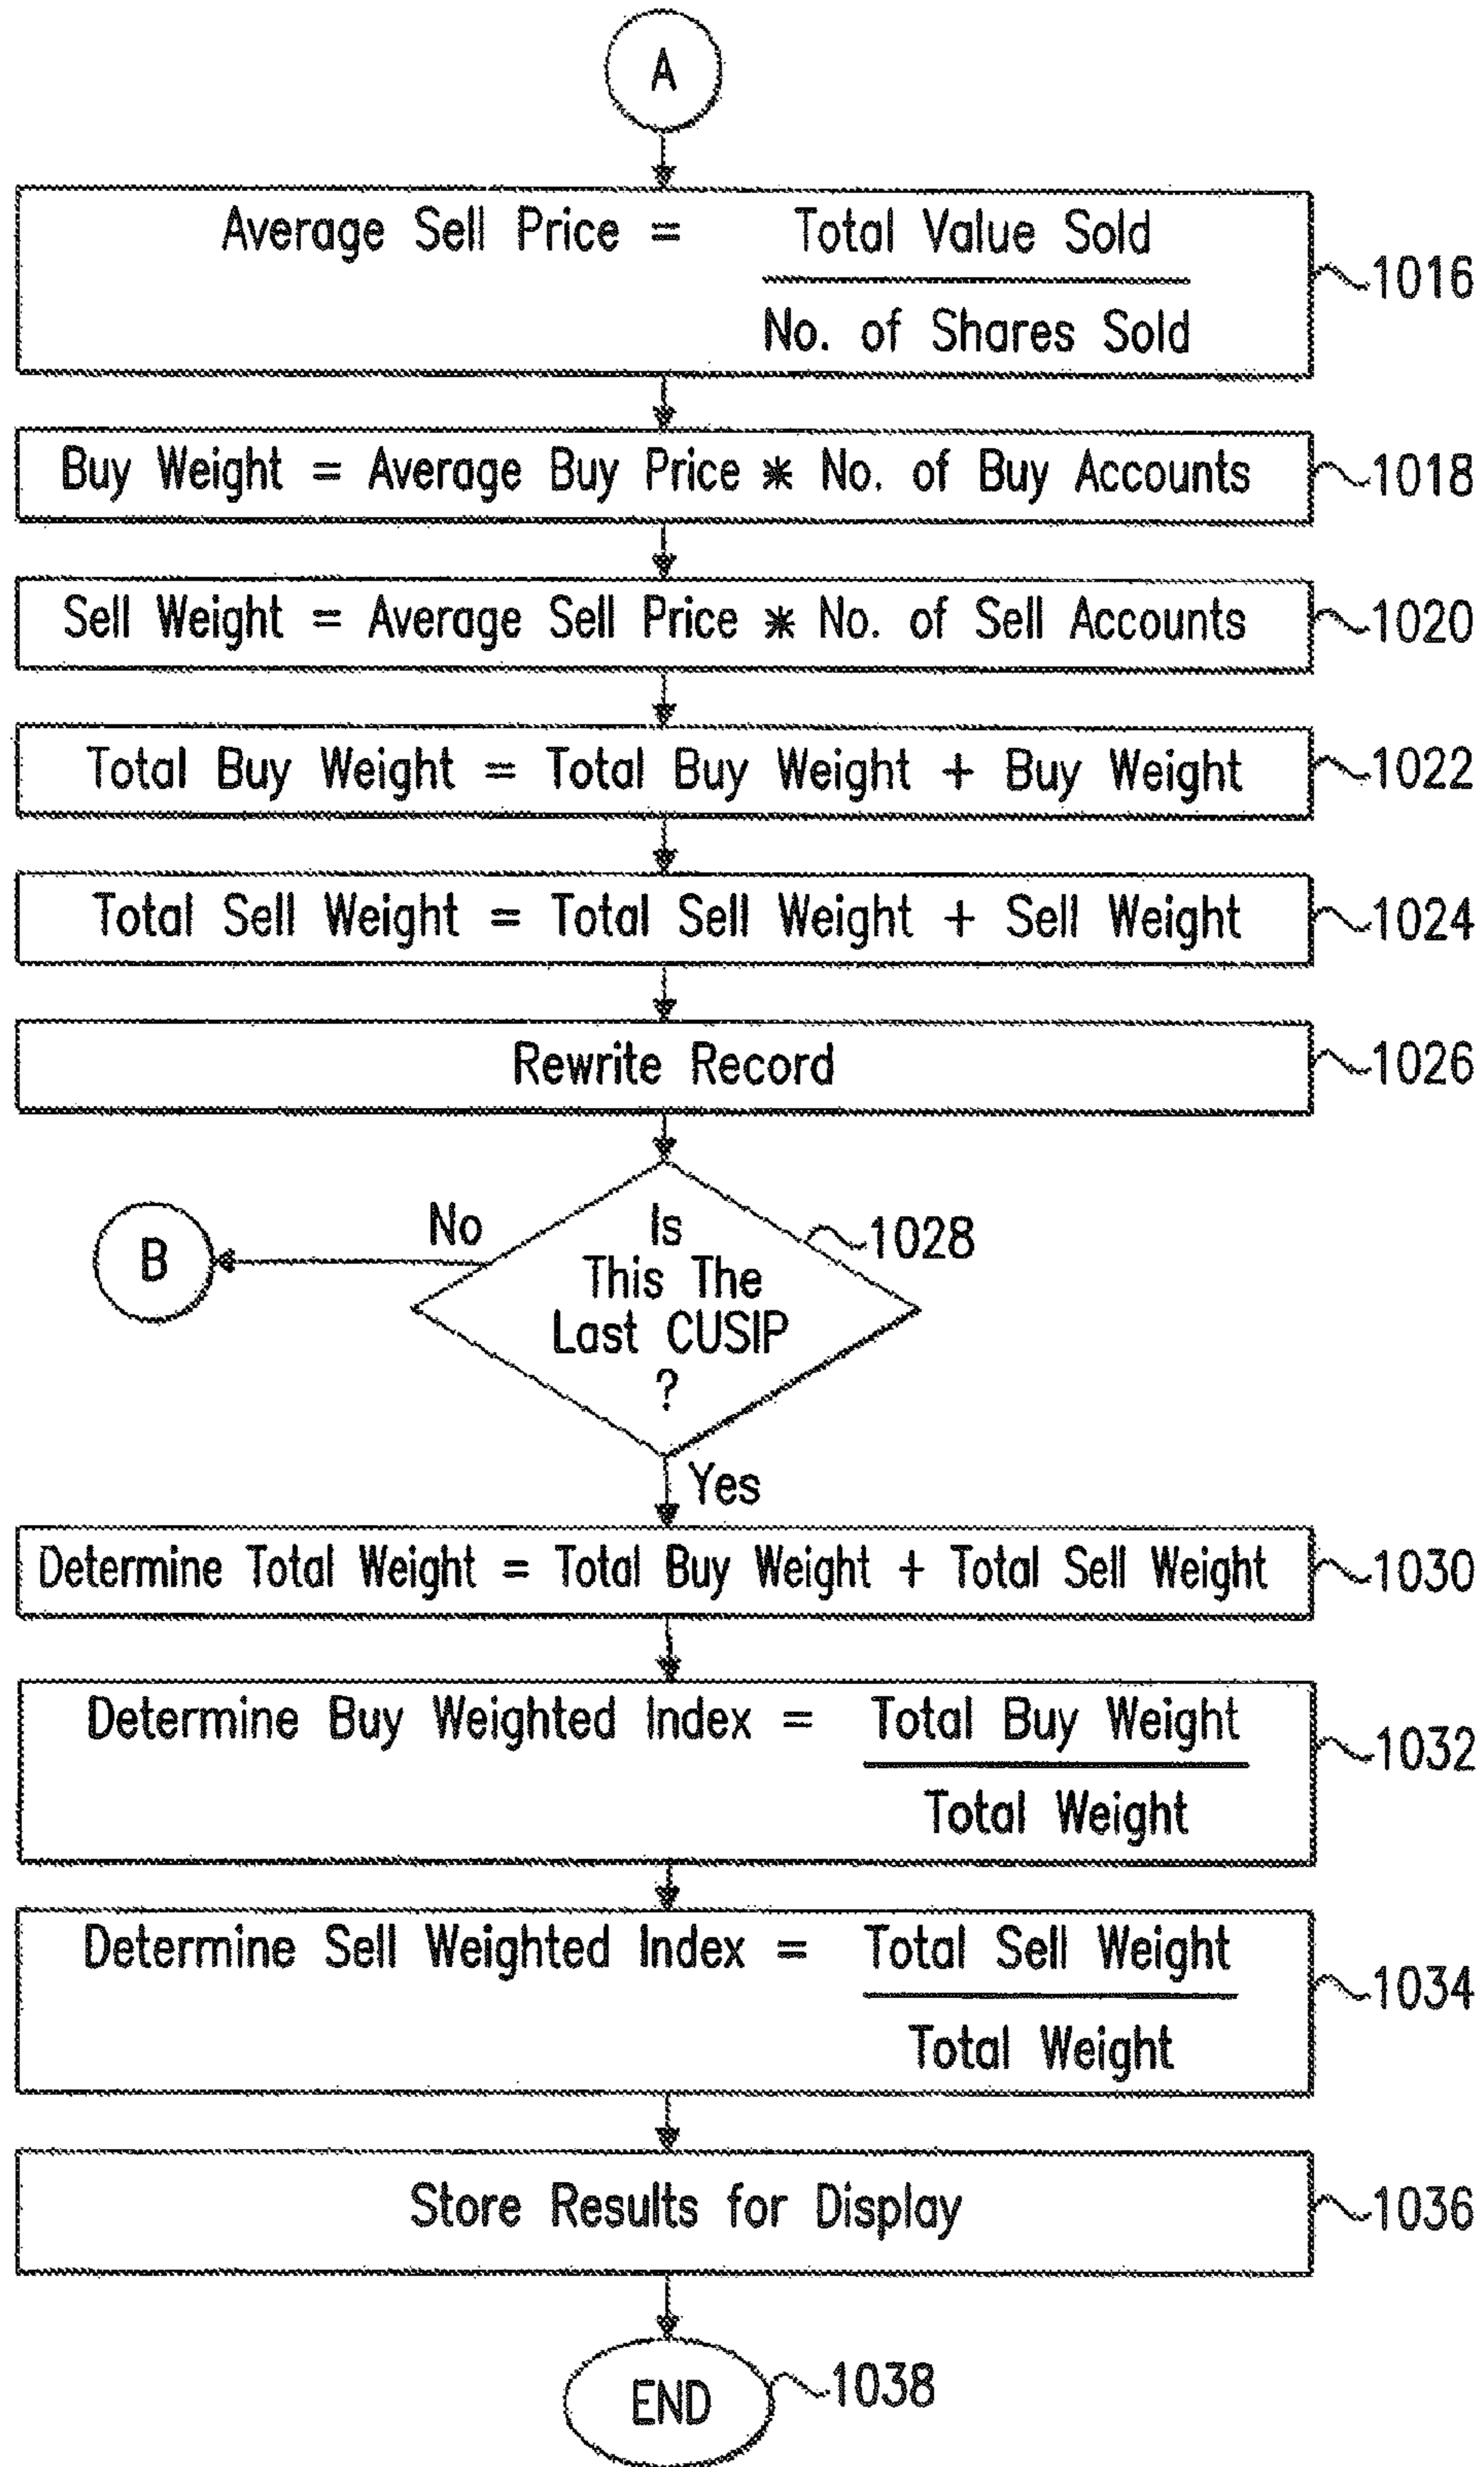 A
Average Sell Price = Total Value Sold
No. of Shares Sold
1016
Buy Weight = Average Buy Price * No. of Buy Accounts
1018
Sell Weight = Average Sell Price * No. of Sell Accounts
1020
Total Buy Weight = Total Buy Weight + Buy Weight
1022
Total Sell Weight = Total Sell Weight + Sell Weight
1024
Rewrite Record
1026
Is
This The
Last CUSIP
?
1028
No
B
Yes
Determine Total Weight = Total Buy Weight + Total Sell Weight
1030
Determine Buy Weighted Index = Total Buy Weight
Total Weight
1032
Determine Sell Weighted Index = Total Sell Weight
Total Weight
1034
Store Results for Display
1036
END
1038